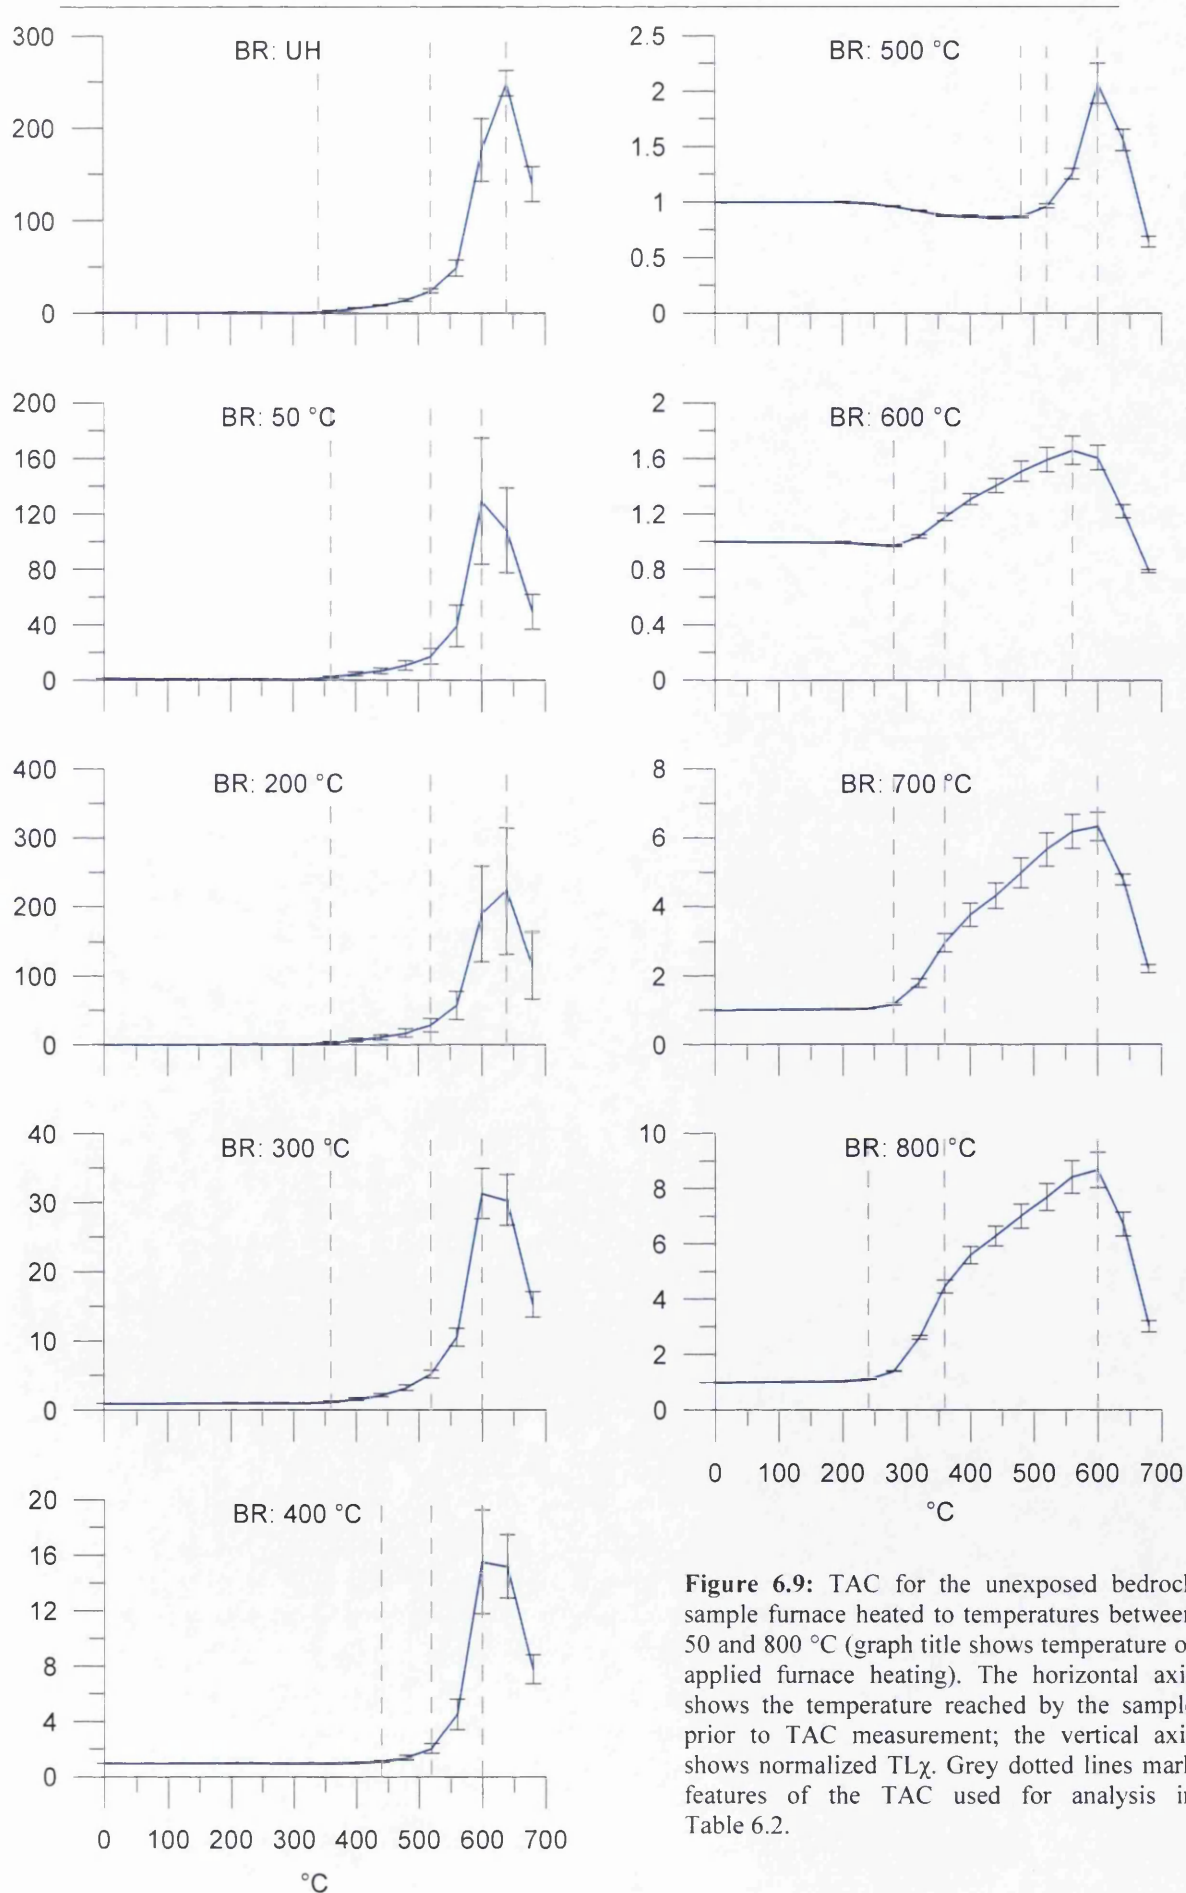 BR: UH
300
200
100
0
BR: 50 °C
200
160
120
80
40
0
BR: 200 °C
400
300
200
100
0
BR: 300 °C
40
30
20
10
0
BR: 400 °C
20
16
12
8
4
0
0 100 200 300 400 500 600 700
°C
BR: 500 °C
2.5
2
1.5
1
0.5
0
BR: 600 °C
2
1.6
1.2
0.8
0.4
0
BR: 700 °C
8
6
4
2
0
BR: 800 °C
10
8
6
4
2
0
0 100 200 300 400 500 600 700
°C
Figure 6.9: TAC for the unexposed bedrock
sample furnace heated to temperatures between
50 and 800 °C (graph title shows temperature o
applied furnace heating). The horizontal axi
shows the temperature reached by the sample
prior to TAC measurement; the vertical axi
shows normalized TLχ. Grey dotted lines mark
features of the TAC used for analysis in
Table 6.2.